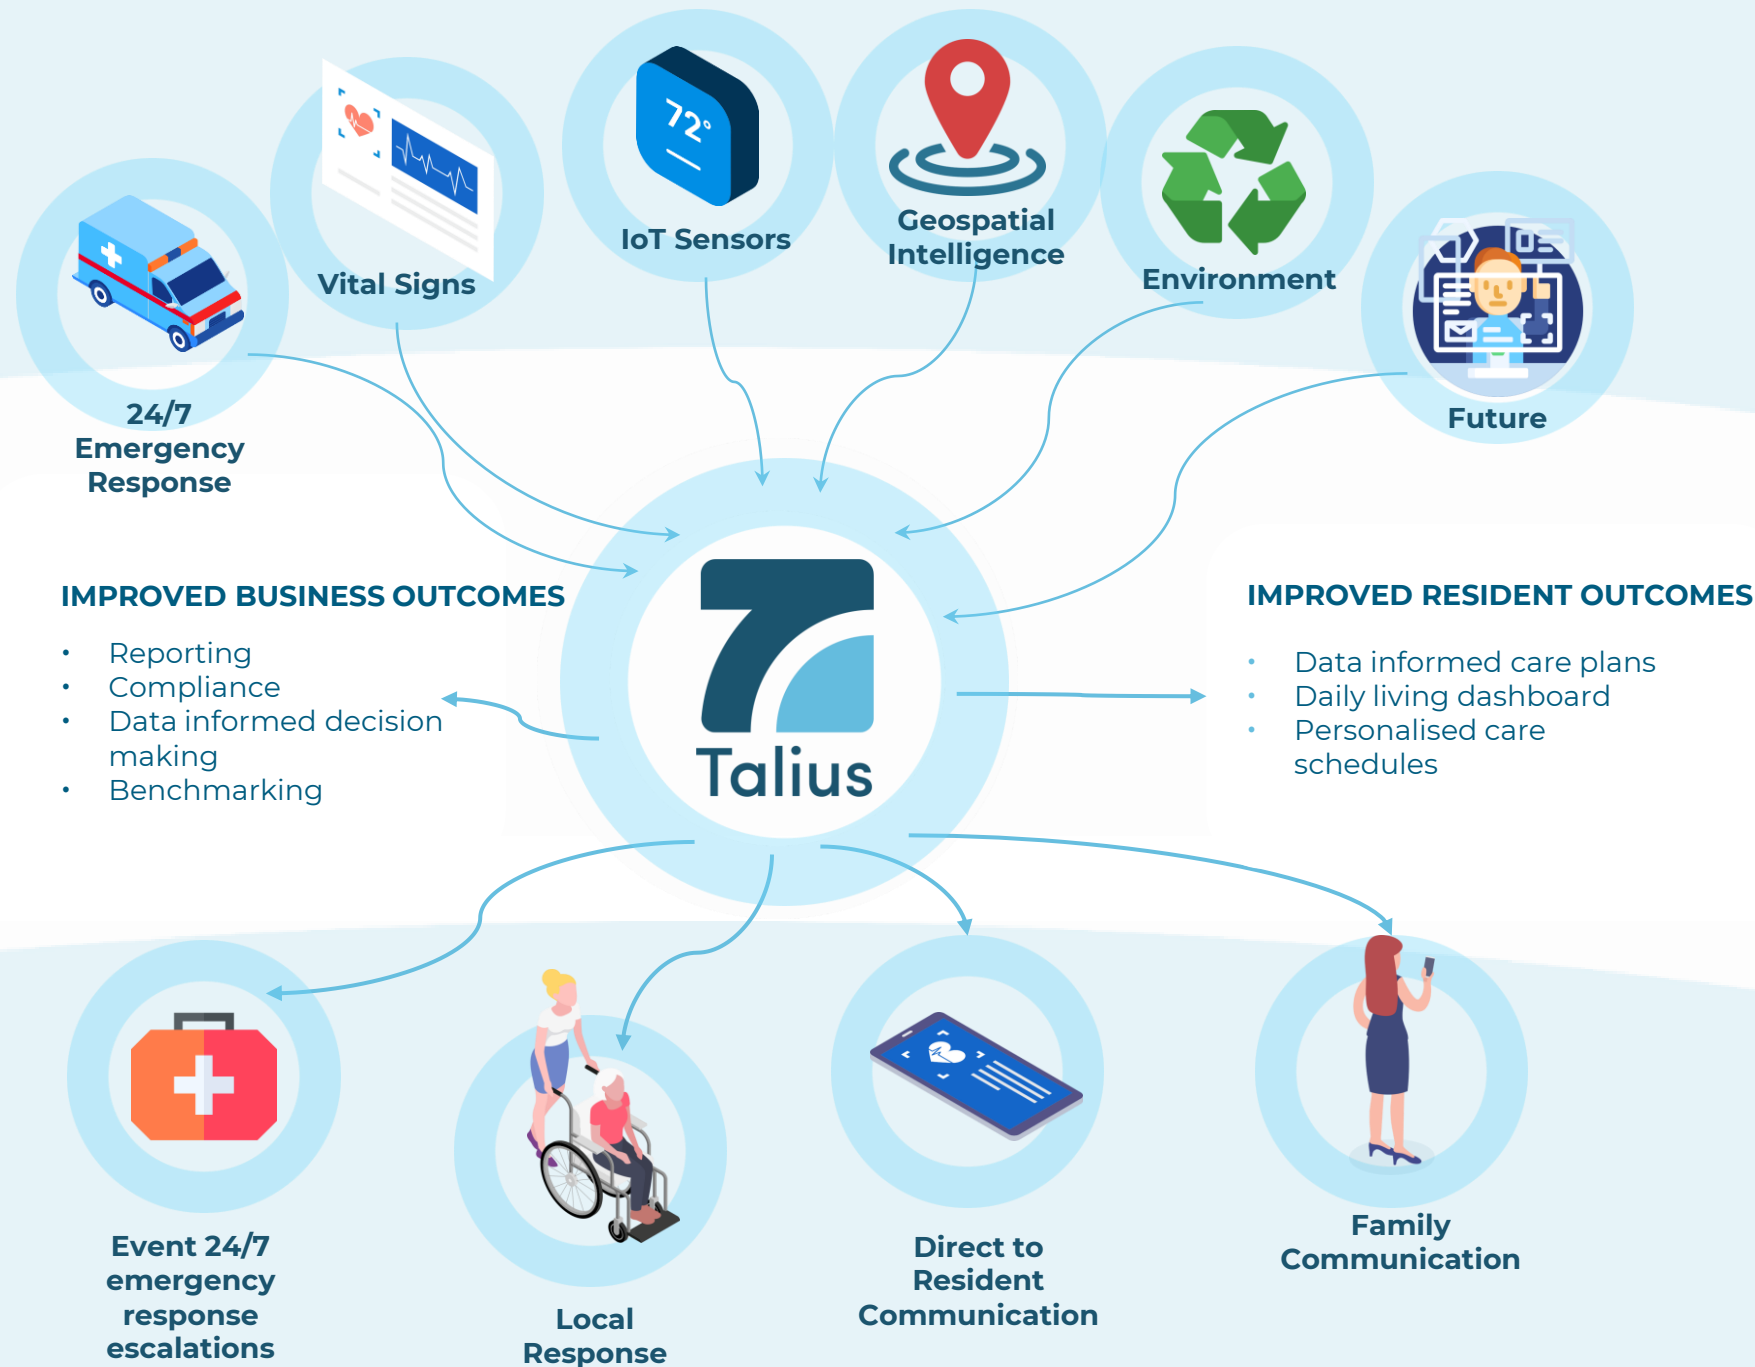 72°
IoT Sensors
Geospatial
Intelligence
Vital Signs
Environment
24/7
Emergency
Response
Future
IMPROVED BUSINESS OUTCOMES
• Reporting
• Compliance
• Data informed decision
making
• Benchmarking
Talius
IMPROVED RESIDENT OUTCOMES
• Data informed care plans
• Daily living dashboard
• Personalised care
schedules
Event 24/7
emergency
response
escalations
Local
Response
Direct to
Resident
Communication
Family
Communication